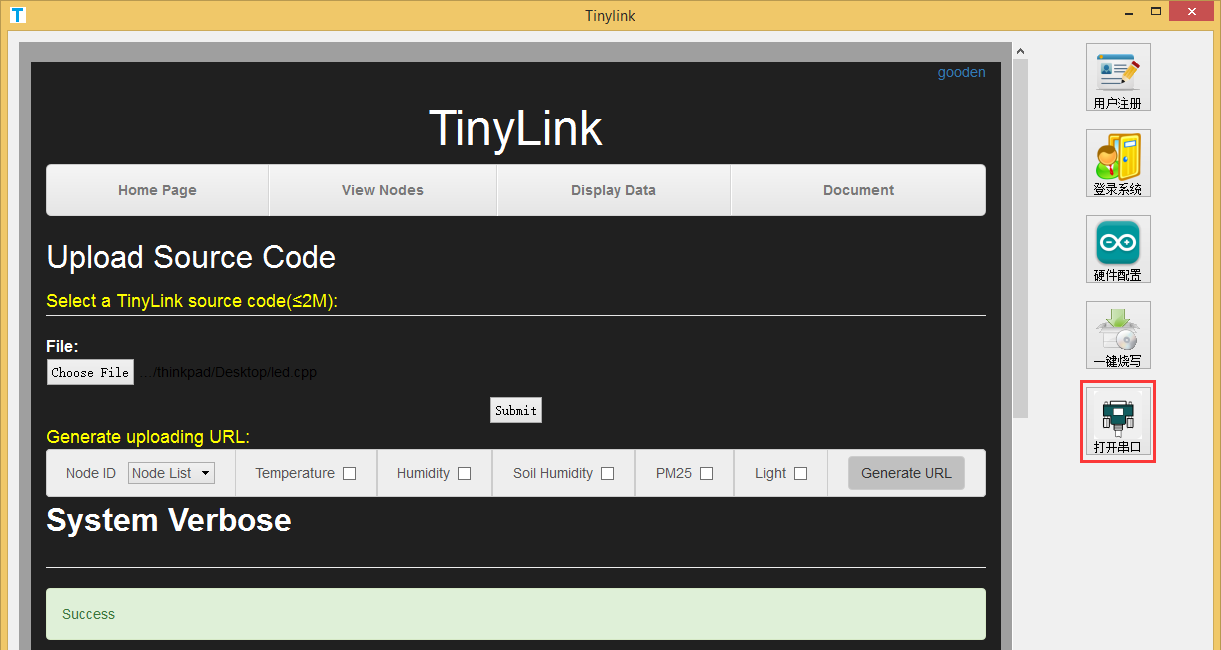 Tinylink
gooden
TinyLink
Home Page
View Nodes
Display Data
Document
Upload Source Code
Select a TinyLink source code(≤2M):
File:
Choose File
.../thinkpad/Desktop/led.cpp
Submit
Generate uploading URL:
Node ID
Node List
Temperature
Humidity
Soil Humidity
PM25
Light
Generate URL
System Verbose
Success
用户注册
登录系统
硬件配置
一键烧写
打开串口